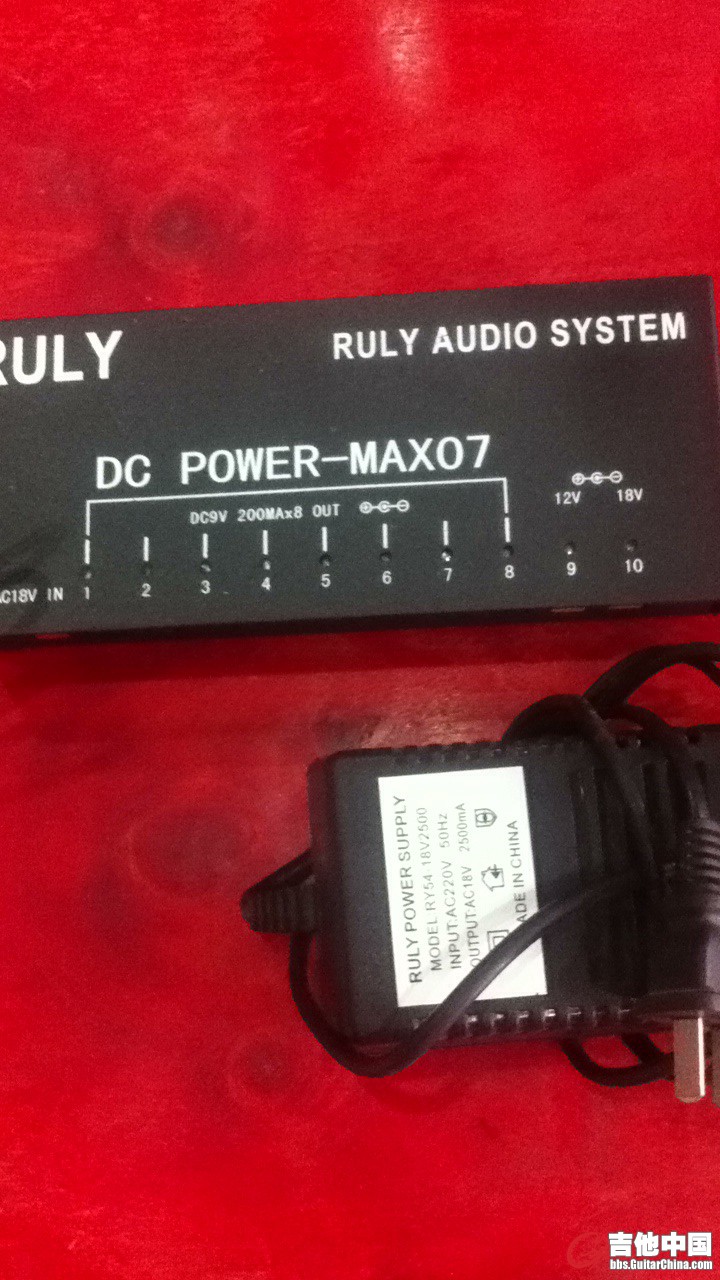 RULY
RULY AUDIO SYSTEM
DC POWER-MAX07
DC9V 200MAx8 OUT
12V 18V
AC18V IN 1 2 3 4 5 6 7 8 9 10
RULY POWER SUPPLY
MODEL:RY54-18V2500
INPUT:AC220V 50HZ
OUTPUT:AC18V 2500mA
MADE IN CHINA
吉他中国
bbs.GuitarChina.com